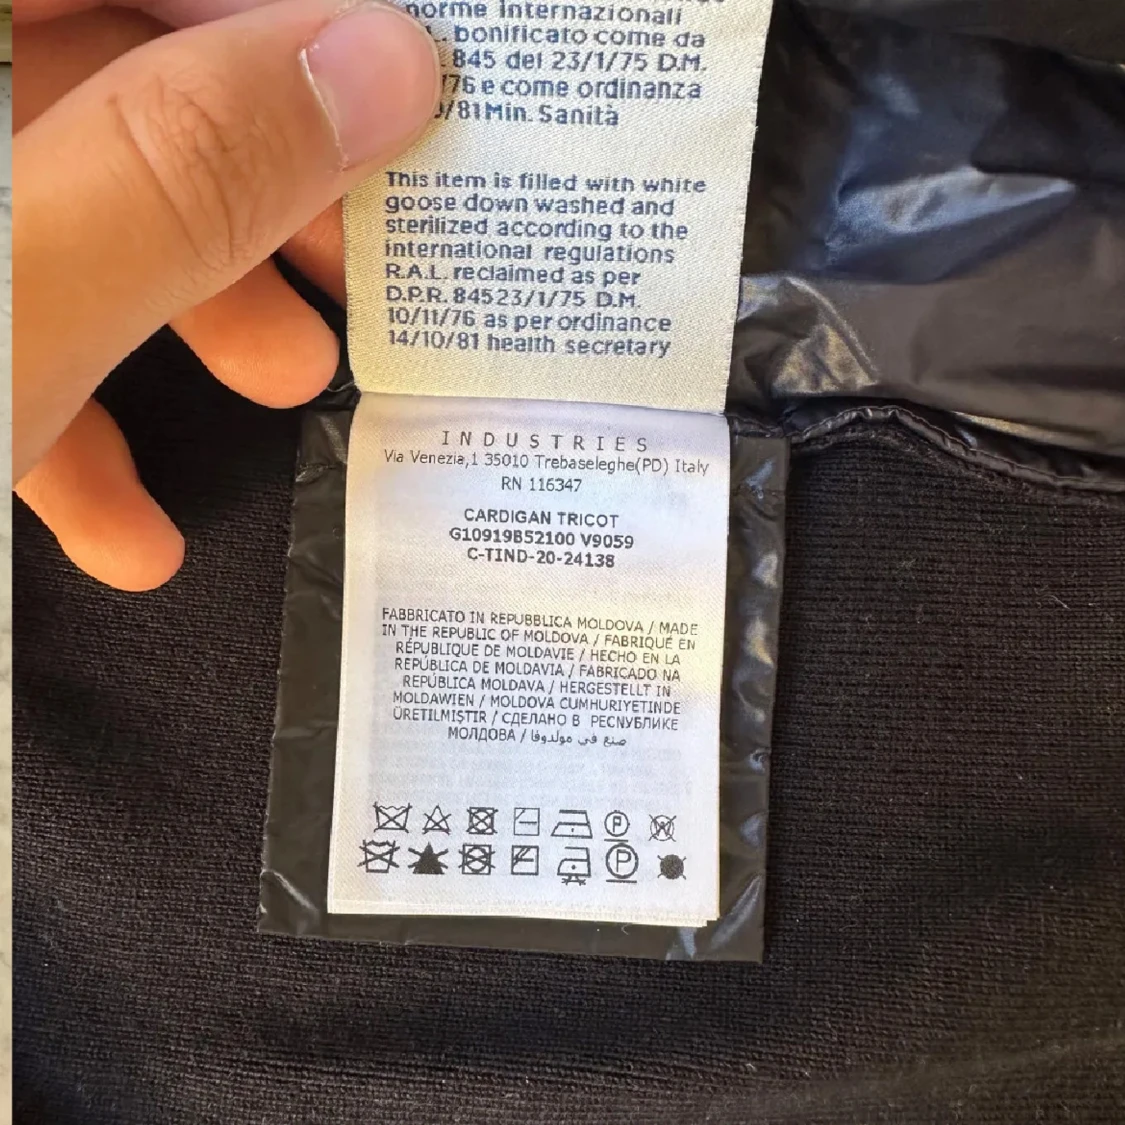 norme internazionali
L. bonificato come da
845 del 23/1/75 D.M.
/76 e come ordinanza
/81 Min. Sanità
This item is filled with white
goose down washed and
sterilized according to the
international regulations
R.A.L. reclaimed as per
D.P.R. 84523/1/75 D.M.
10/11/76 as per ordinance
14/10/81 health secretary
INDUSTRIES
Via Venezia,1 35010 Trebaseleghe(PD) Italy
RN 116347
CARDIGAN TRICOT
G10919B52100 V9059
C-TIND-20-24138
FABBRICATO IN REPUBBLICA MOLDOVA / MADE
IN THE REPUBLIC OF MOLDOVA / FABRIQUÉ EN
RÉPUBLIQUE DE MOLDAVIE / HECHO EN LA
REPÚBLICA DE MOLDAVIA / FABRICADO NA
REPÚBLICA MOLDAVA / HERGESTELLT IN
MOLDAWIEN / MOLDOVA CUMHURIYETINDE
ÜRETILMIŞTIR / СДЕЛАНО В РЕСПУБЛИКЕ
МОЛДОВА / صنع في مولدوفا
P W
P